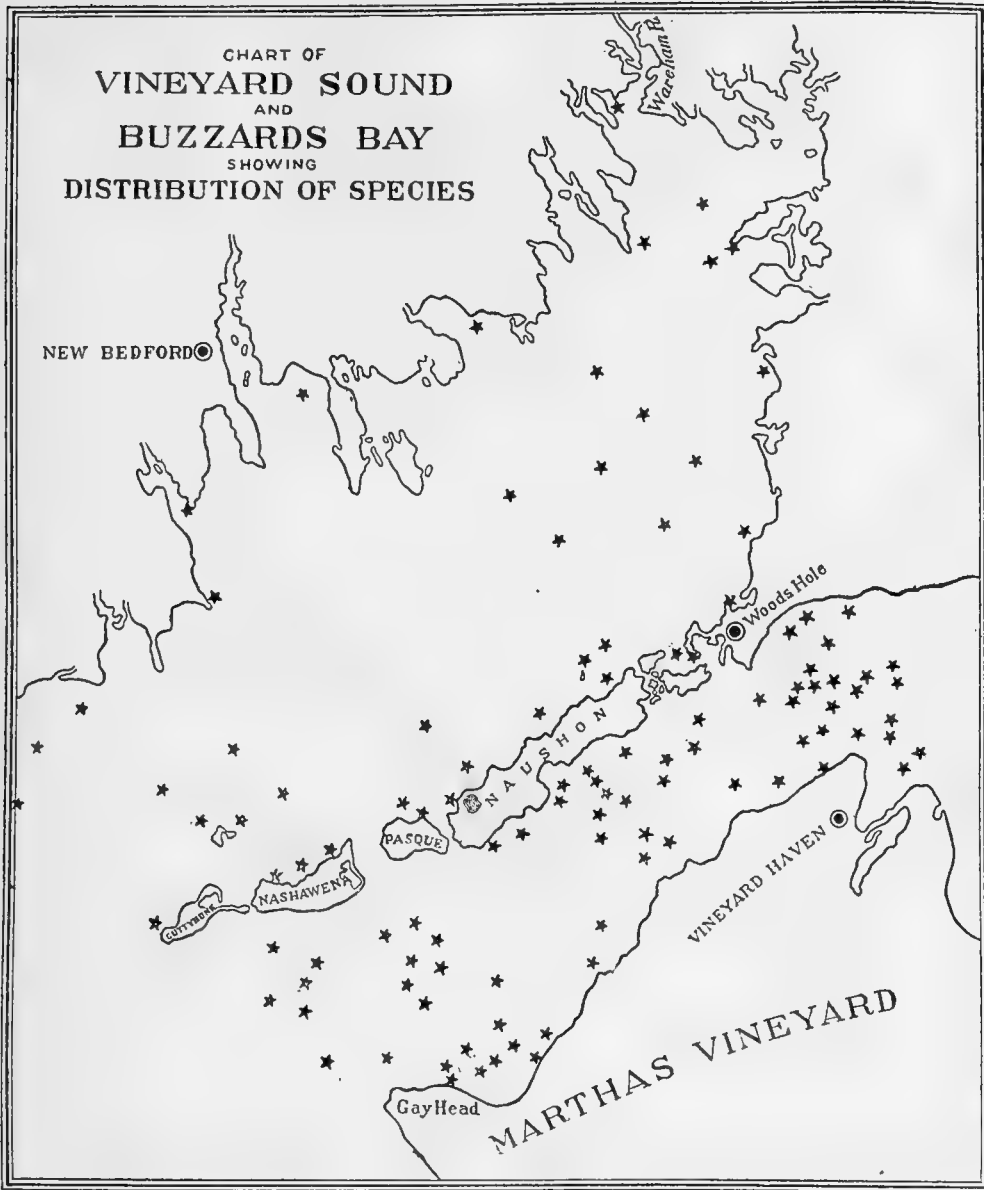 CHART OF
VINEYARD SOUND
AND
BUZZARDS BAY
SHOWING
DISTRIBUTION OF SPECIES
Wareham R.
NEW BEDFORD
Woods Hole
NAUSHON
PASQUE
NASHAWENA
CUTTYHUNK
VINEYARD HAVEN
MARTHAS VINEYARD
Gay Head